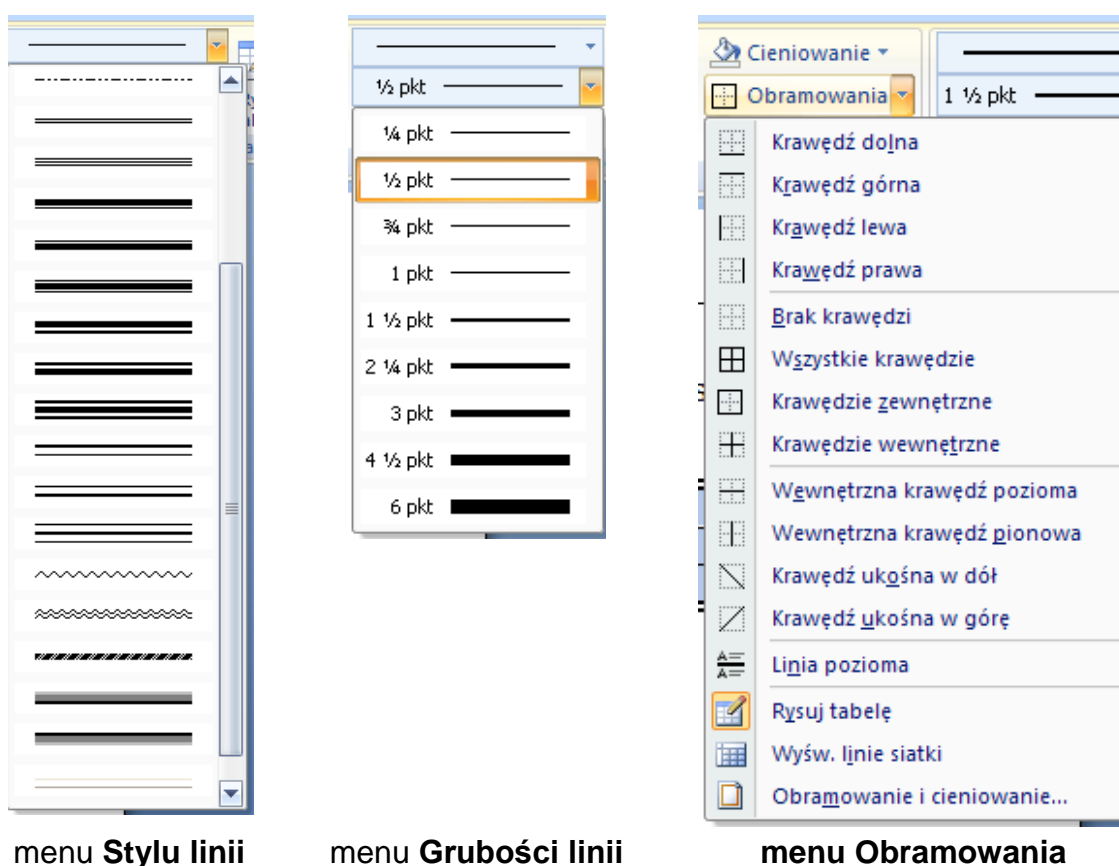 ½ pkt
¼ pkt
½ pkt
¾ pkt
1 pkt
1 ½ pkt
2 ¼ pkt
3 pkt
4 ½ pkt
6 pkt
Cieniowanie
Obramowania
1 ½ pkt
Krawędź dolna
Krawędź górna
Krawędź lewa
Krawędź prawa
Brak krawędzi
Wszystkie krawędzie
Krawędzie zewnętrzne
Krawędzie wewnętrzne
Wewnętrzna krawędź pozioma
Wewnętrzna krawędź pionowa
Krawędź ukośna w dół
Krawędź ukośna w górę
Linia pozioma
Rysuj tabelę
Wyśw. linie siatki
Obramowanie i cieniowanie...
menu Stylu linii
menu Grubości linii
menu Obramowania